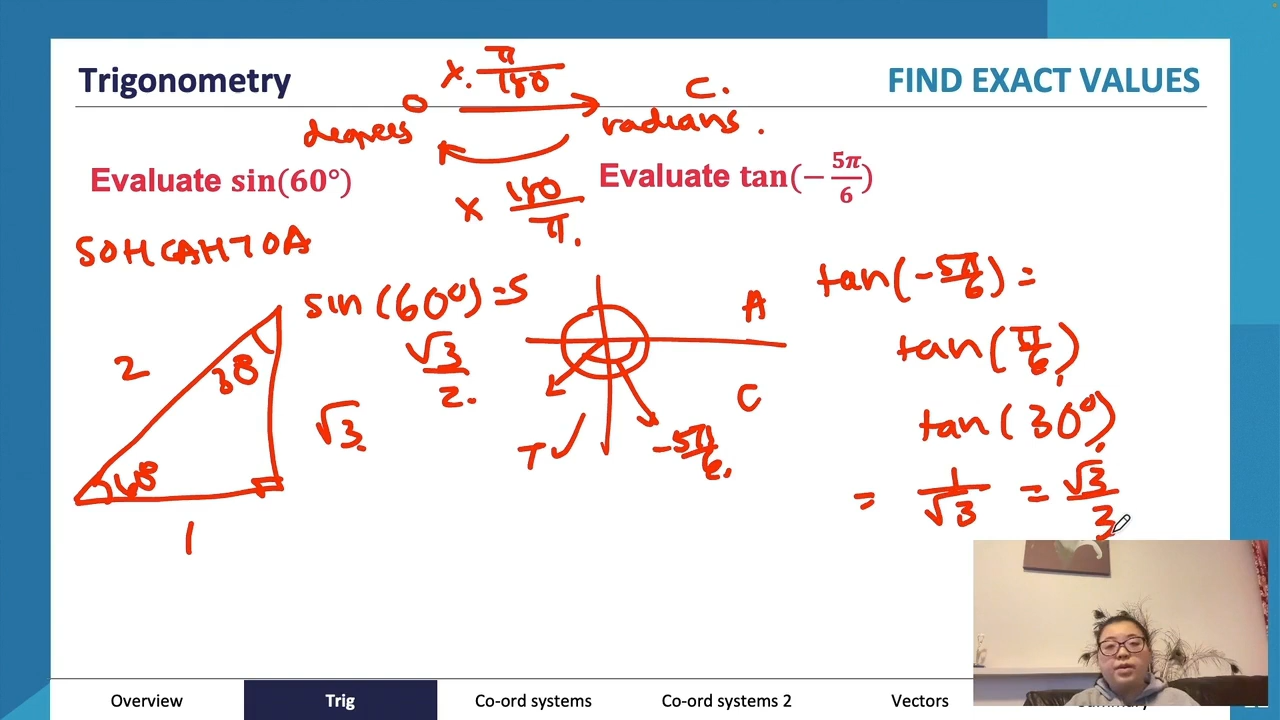 Trigonometry
FIND EXACT VALUES
× π/180
degrees
radians.
c.
× 180/π.
Evaluate sin(60°)
Evaluate tan(−5π/6)
SOHCAHTOA
sin(60°)=S
√3/2.
2
30
60
√3.
1
A
C
T ✓
-5π/6.
tan(-5π/6)=
tan(π/6)
tan(30°)
= 1/√3 = √3/3
Overview
Trig
Co-ord systems
Co-ord systems 2
Vectors